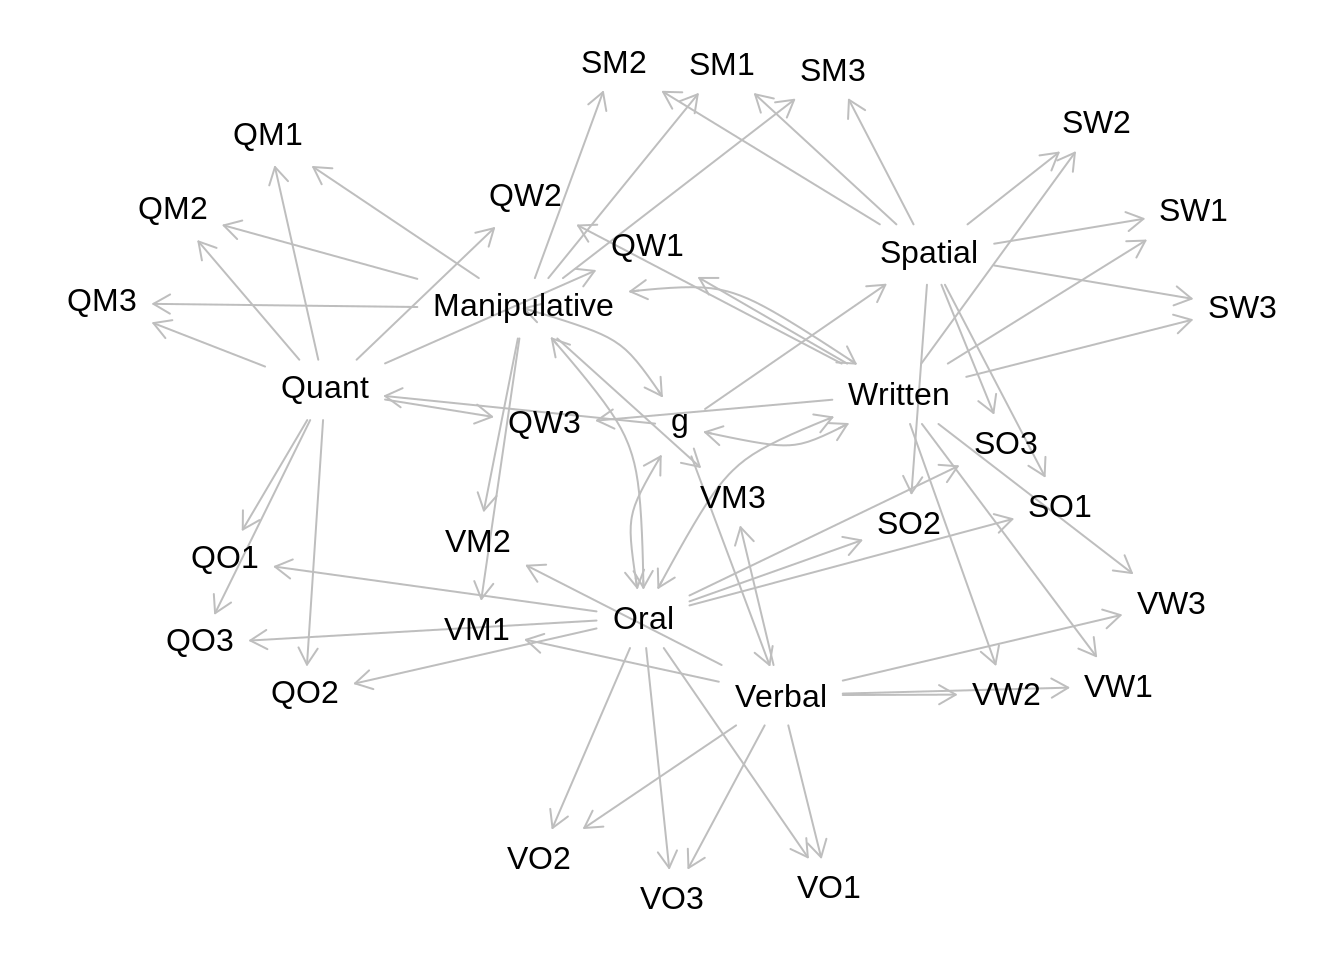 SM2
SM1
SM3
SW2
QM1
QW2
QM2
SW1
QW1
Spatial
QM3
Manipulative
SW3
Quant
Written
QW3
g
SO3
VM3
SO1
SO2
VM2
QO1
VW3
Oral
VM1
QO3
VW1
QO2
Verbal
VW2
VO2
VO1
VO3